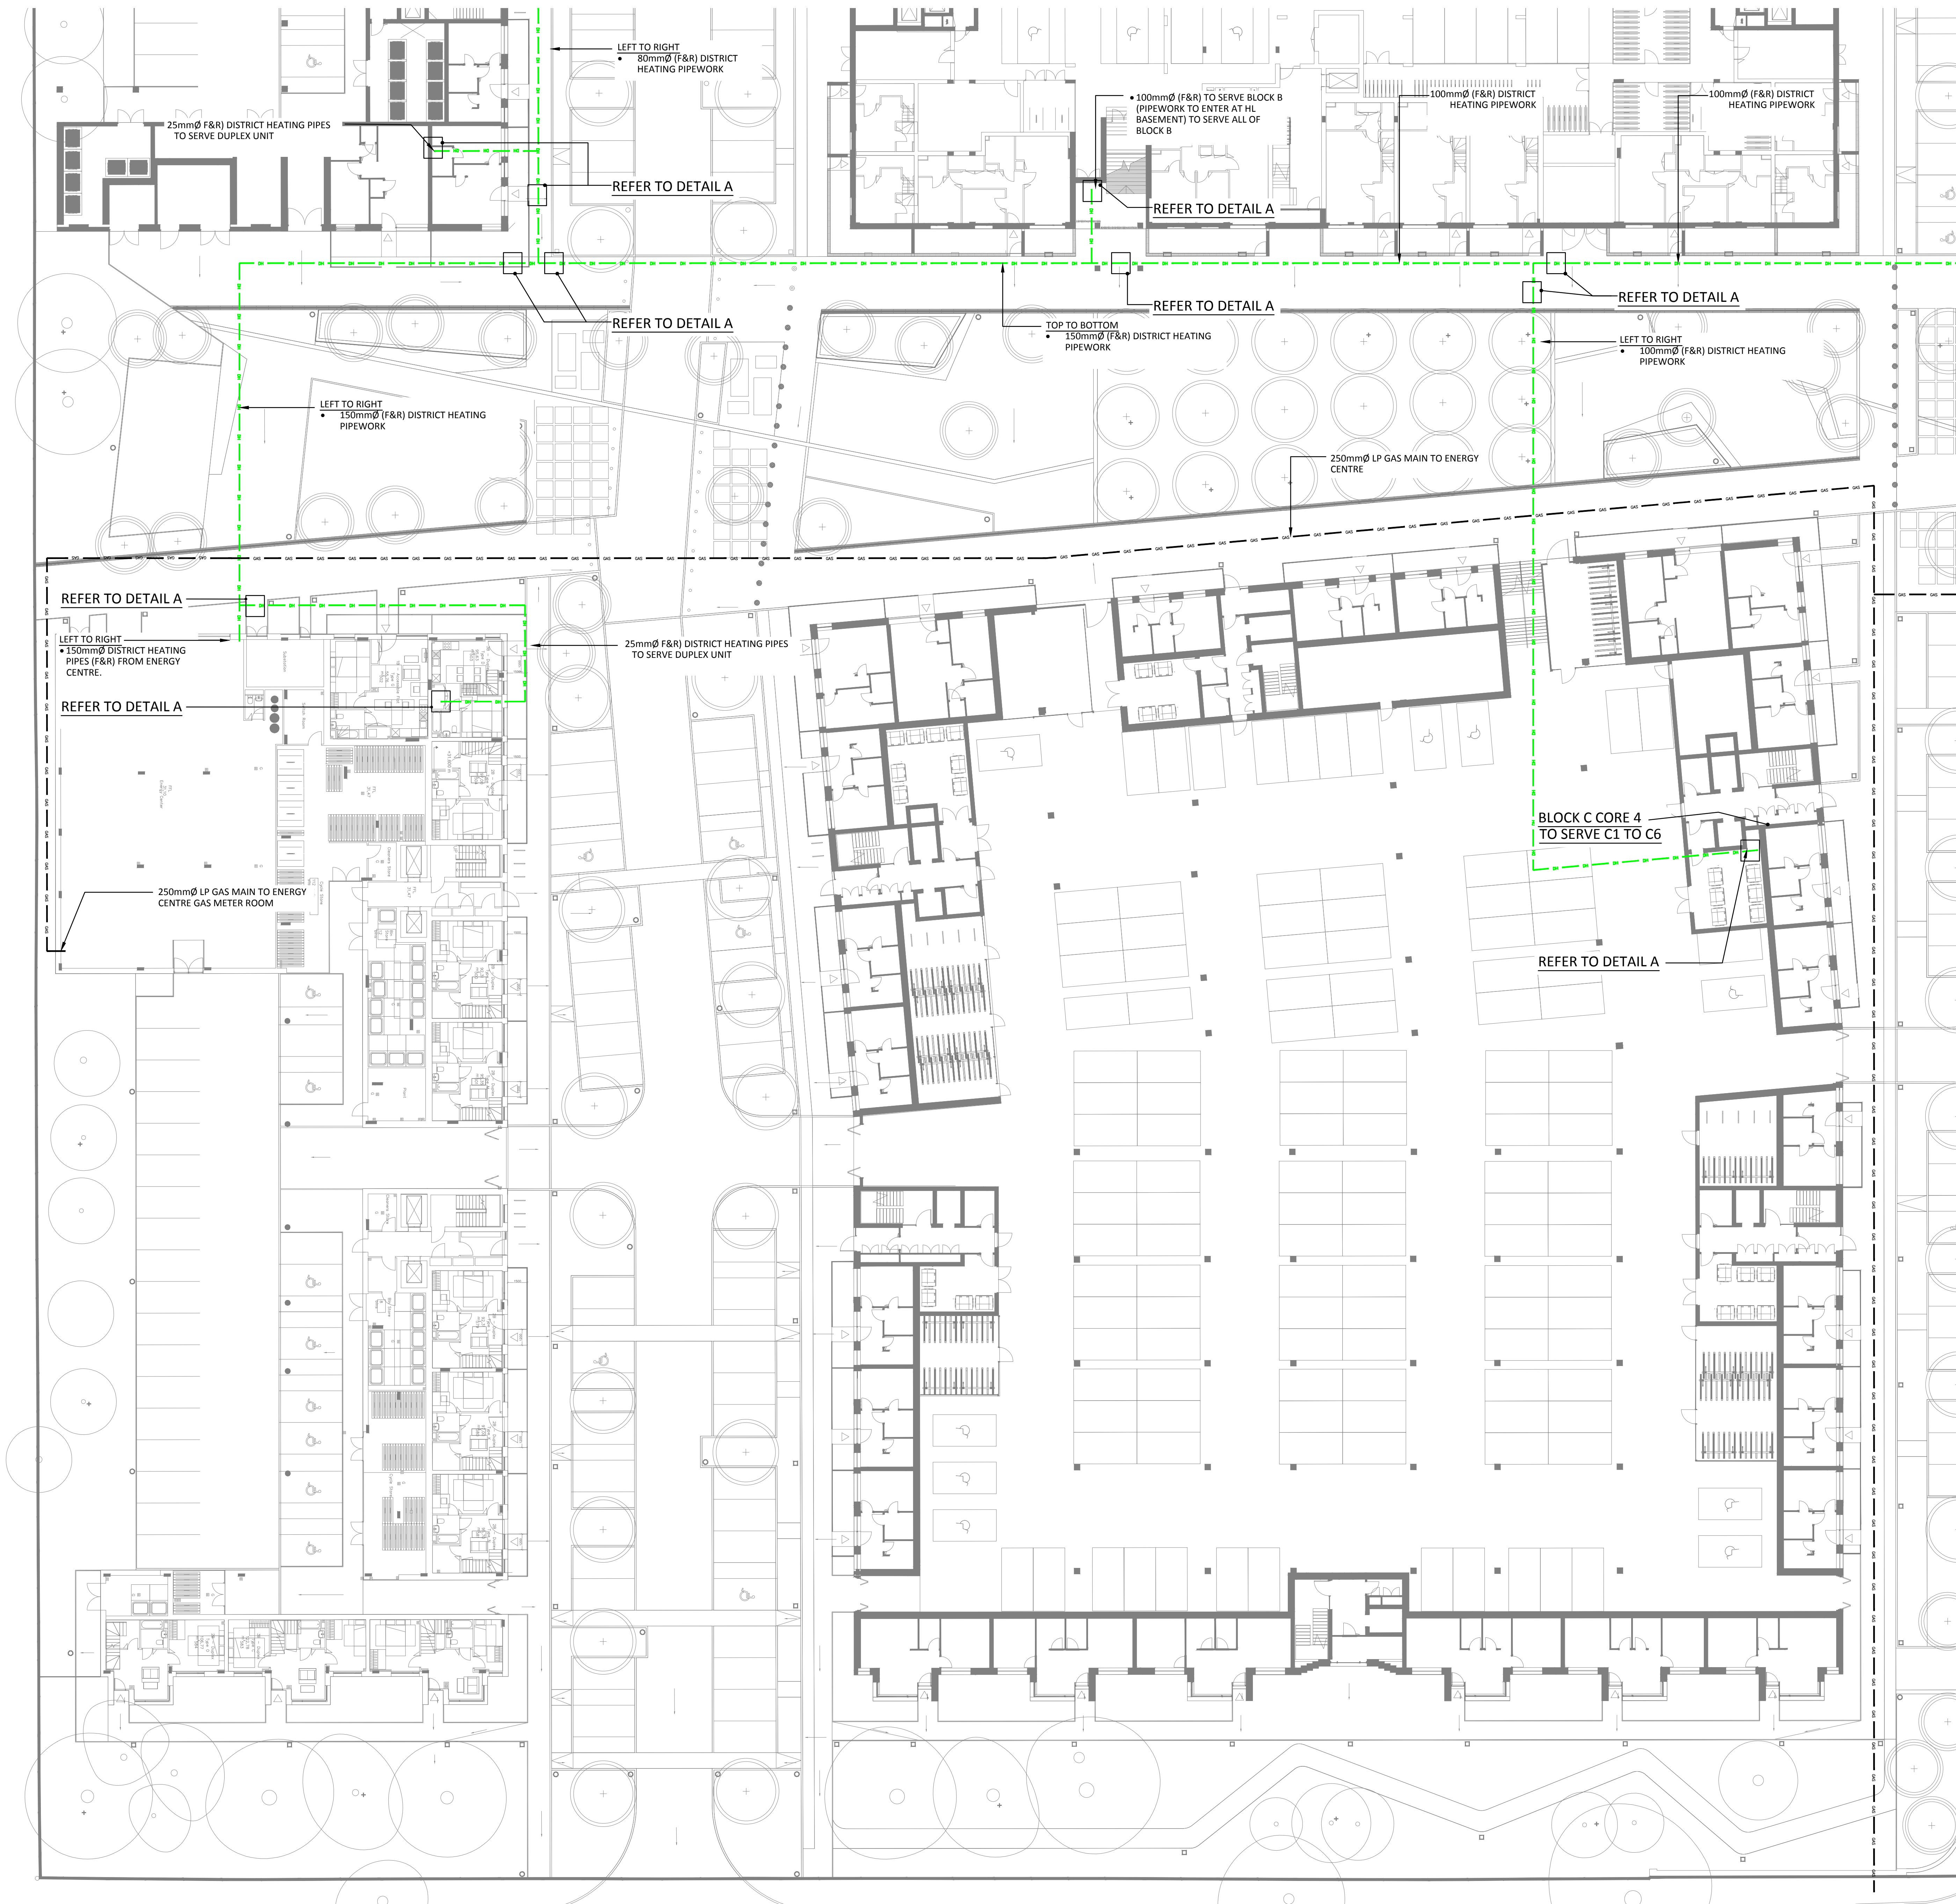 LEFT TO RIGHT
• 80mmØ (F&R) DISTRICT
HEATING PIPEWORK
25mmØ F&R) DISTRICT HEATING PIPES
TO SERVE DUPLEX UNIT
REFER TO DETAIL A
• 100mmØ (F&R) TO SERVE BLOCK B
(PIPEWORK TO ENTER AT HL
BASEMENT) TO SERVE ALL OF
BLOCK B
100mmØ (F&R) DISTRICT
HEATING PIPEWORK
100mmØ (F&R) DISTRICT
HEATING PIPEWORK
REFER TO DETAIL A
REFER TO DETAIL A
REFER TO DETAIL A
REFER TO DETAIL A
TOP TO BOTTOM
• 150mmØ (F&R) DISTRICT HEATING
PIPEWORK
LEFT TO RIGHT
• 100mmØ (F&R) DISTRICT HEATING
PIPEWORK
LEFT TO RIGHT
• 150mmØ (F&R) DISTRICT HEATING
PIPEWORK
250mmØ LP GAS MAIN TO ENERGY
CENTRE
REFER TO DETAIL A
LEFT TO RIGHT
• 150mmØ DISTRICT HEATING
PIPES (F&R) FROM ENERGY
CENTRE.
25mmØ F&R) DISTRICT HEATING PIPES
TO SERVE DUPLEX UNIT
REFER TO DETAIL A
BLOCK C CORE 4
TO SERVE C1 TO C6
250mmØ LP GAS MAIN TO ENERGY
CENTRE GAS METER ROOM
REFER TO DETAIL A